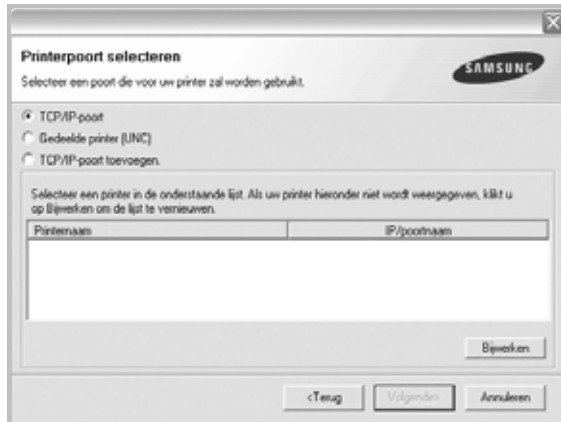 Printerpoort selecteren
Selecteer een poort die voor uw printer zal worden gebruikt.
SAMSUNG
TCP/IP-poort
Gedeelde printer (UNC)
TCP/IP-poort toevoegen.
Selecteer een printer in de onderstaande lijst. Als uw printer hieronder niet wordt weergegeven, klikt u
op Bijwerken om de lijst te vernieuwen.
Printernaam IP/poortnaam
Bijwerken
<Terug Volgende> Annuleren